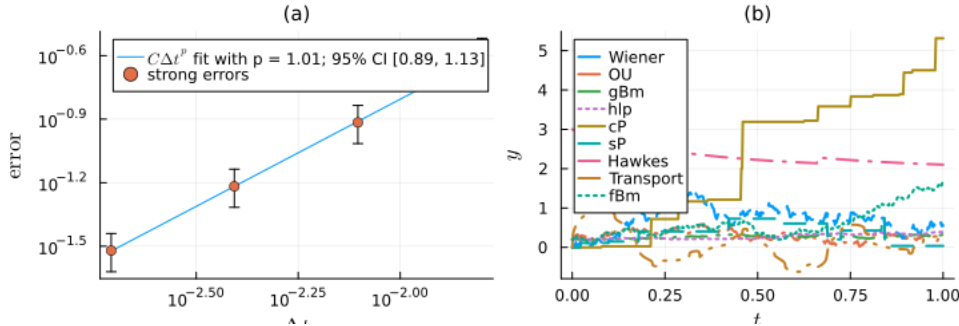 (a)
10^-0.6
10^-0.9
10^-1.2
10^-1.5
error
CΔt^p fit with p = 1.01; 95% CI [0.89, 1.13]
strong errors
10^-2.50
10^-2.25
10^-2.00
Δt
(b)
5
4
3
2
1
0
y
Wiener
OU
gBm
hlp
cP
sP
Hawkes
Transport
fBm
0.00
0.25
0.50
0.75
1.00
t